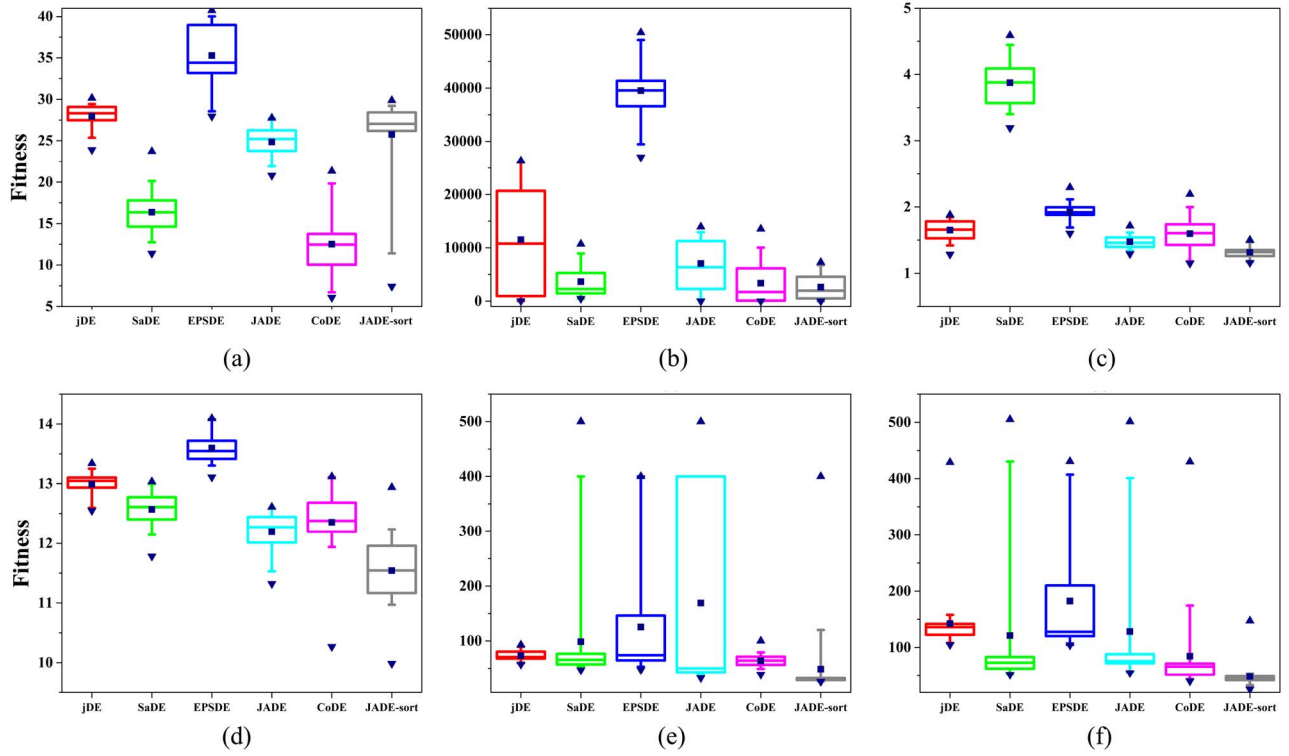 Fitness
40
35
30
25
20
15
10
5
jDE SaDE EPSDE JADE CoDE JADE-sort
(a)
50000
40000
30000
20000
10000
0
jDE SaDE EPSDE JADE CoDE JADE-sort
(b)
5
4
3
2
1
jDE SaDE EPSDE JADE CoDE JADE-sort
(c)
Fitness
14
13
12
11
10
jDE SaDE EPSDE JADE CoDE JADE-sort
(d)
500
400
300
200
100
jDE SaDE EPSDE JADE CoDE JADE-sort
(e)
500
400
300
200
100
jDE SaDE EPSDE JADE CoDE JADE-sort
(f)